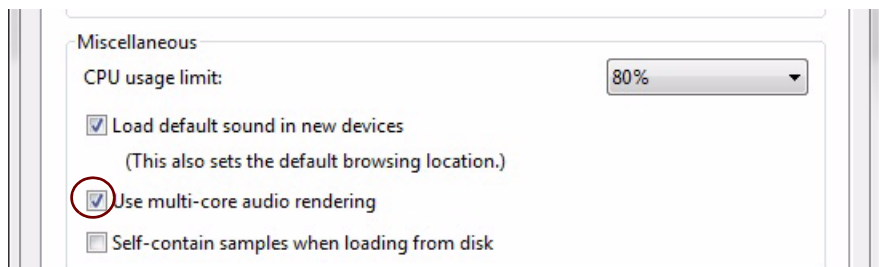 Miscellaneous
CPU usage limit:
80%
Load default sound in new devices
(This also sets the default browsing location.)
Use multi-core audio rendering
Self-contain samples when loading from disk